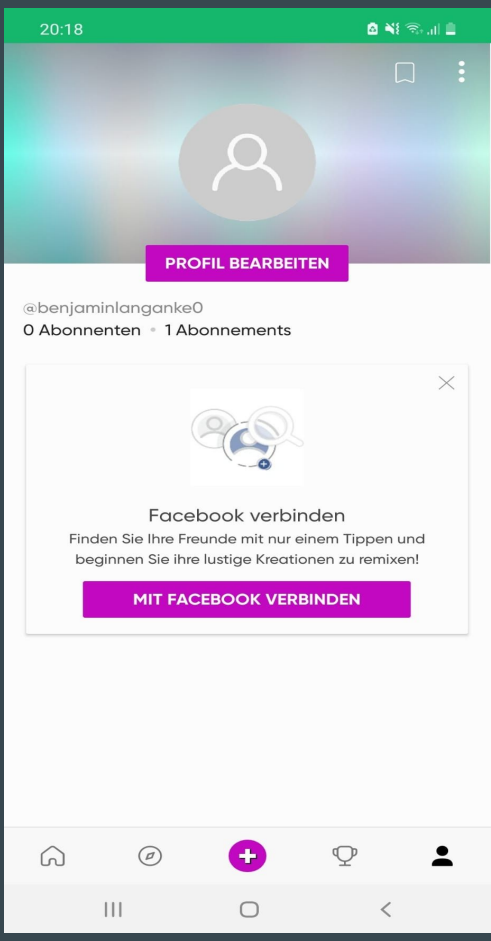 20:18
PROFIL BEARBEITEN
@benjaminlanganke0
0 Abonnenten • 1 Abonnements
Facebook verbinden
Finden Sie Ihre Freunde mit nur einem Tippen und
beginnen Sie ihre lustige Kreationen zu remixen!
MIT FACEBOOK VERBINDEN